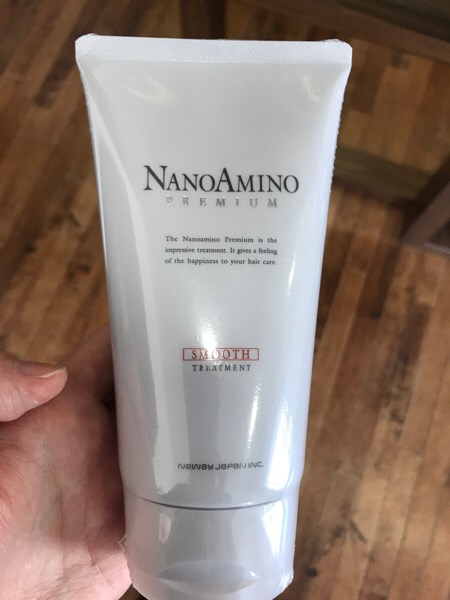 NANOAMINO
PREMIUM
The Nanoamino Premium is the
impressive treatment. It gives a feeling
of the happiness to your hair care.
SMOOTH
TREATMENT
Neway Japan Inc.